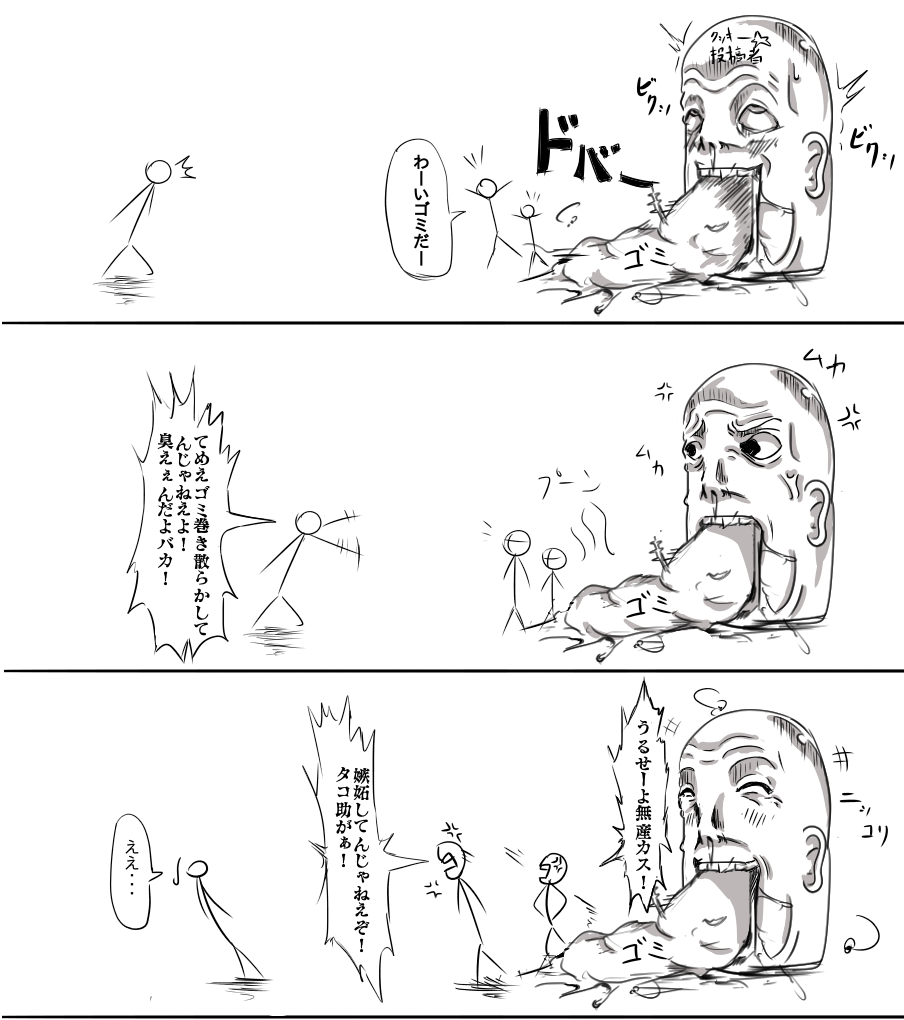 クッキー☆
投稿者
ビクッ
ビクッ
ドバー
わーいゴミだー
ゴミ
ムカ
ムカ
プーン
てめえゴミ巻き散らかして
んじゃねえよ!
臭えぇんだよバカ!
ゴミ
うるせーよ無産カス!
ニッコリ
嫉妬してんじゃねえぞ!
タコ助がぁ!
ええ・・・
ゴミ